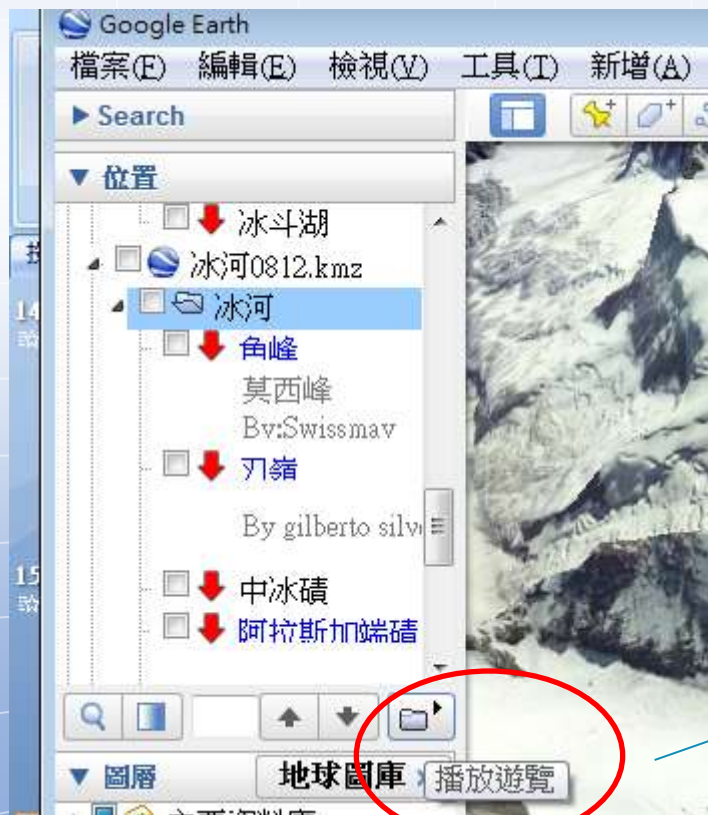 Google Earth
檔案(F) 編輯(E) 檢視(V) 工具(T) 新增(A)
Search
位置
冰斗湖
冰河0812.kmz
冰河
角峰
莫西峰
By:Swissmav
刃嶺
By gilberto silv
中冰磧
阿拉斯加端磧
圖層
地球圖庫
播放遊覽
14
15